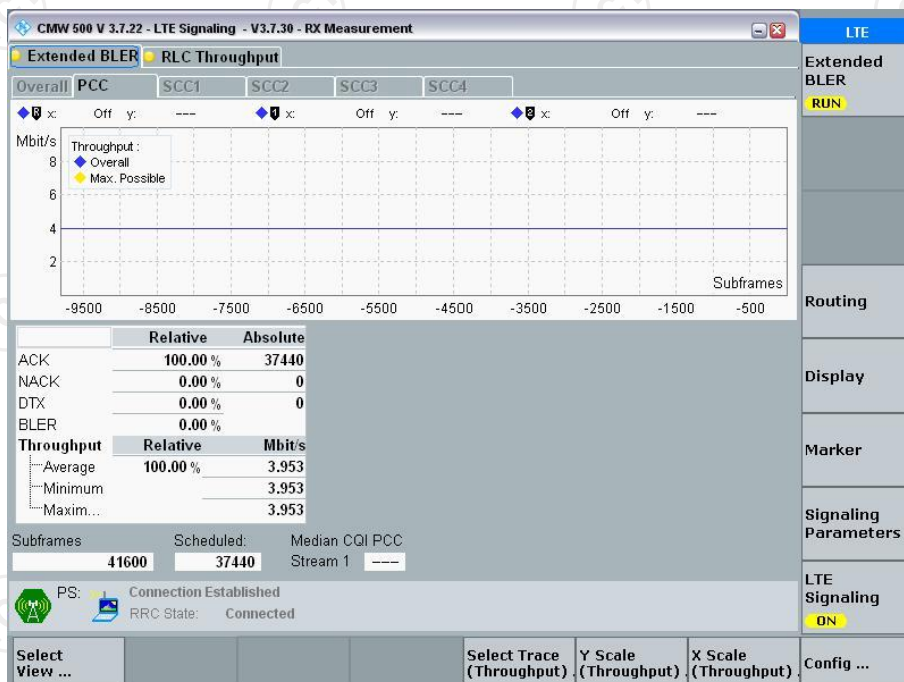 CMW 500 V 3.7.22 - LTE Signaling - V3.7.30 - RX Measurement
Extended BLER RLC Throughput
Overall PCC SCC1 SCC2 SCC3 SCC4
R x: Off y: --- 1 x: Off y: --- 2 x: Off y: ---
Mbit/s
Throughput :
Overall
Max. Possible
8
6
4
2
Subframes
-9500 -8500 -7500 -6500 -5500 -4500 -3500 -2500 -1500 -500
Relative Absolute
ACK 100.00 % 37440
NACK 0.00 % 0
DTX 0.00 % 0
BLER 0.00 %
Throughput Relative Mbit/s
Average 100.00 % 3.953
Minimum 3.953
Maxim... 3.953
Subframes Scheduled: Median CQI PCC
41600 37440 Stream 1 ---
PS: Connection Established
RRC State: Connected
Select
View ...
Select Trace
(Throughput)
Y Scale
(Throughput)
X Scale
(Throughput)
Config ...
LTE
Extended
BLER
RUN
Routing
Display
Marker
Signaling
Parameters
LTE
Signaling
ON